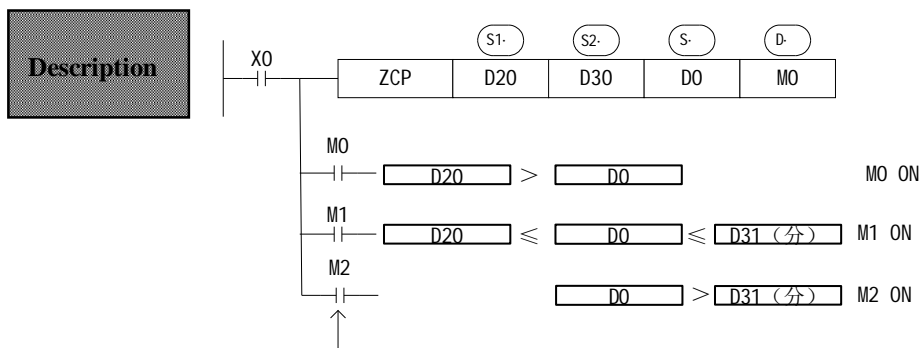 Description
S1· S2· S· D·
X0
ZCP D20 D30 D0 M0
M0
D20 > D0 M0 ON
M1
D20 ≤ D0 ≤ D31 (分) M1 ON
M2
D0 > D31 (分) M2 ON